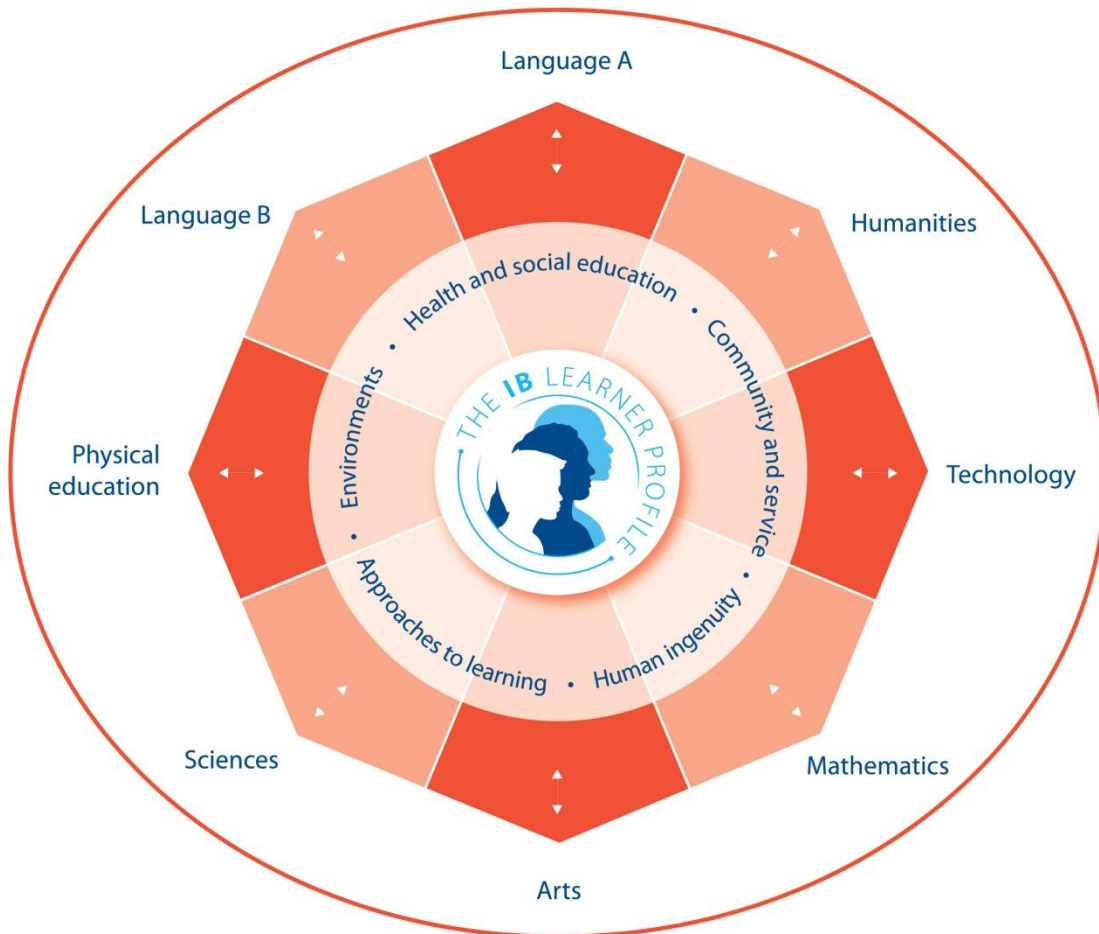 Language A
Language B
Humanities
Health and social education
Community and service
Environments
THE IB LEARNER PROFILE
Physical
education
Technology
Approaches to learning
Human ingenuity
Sciences
Mathematics
Arts